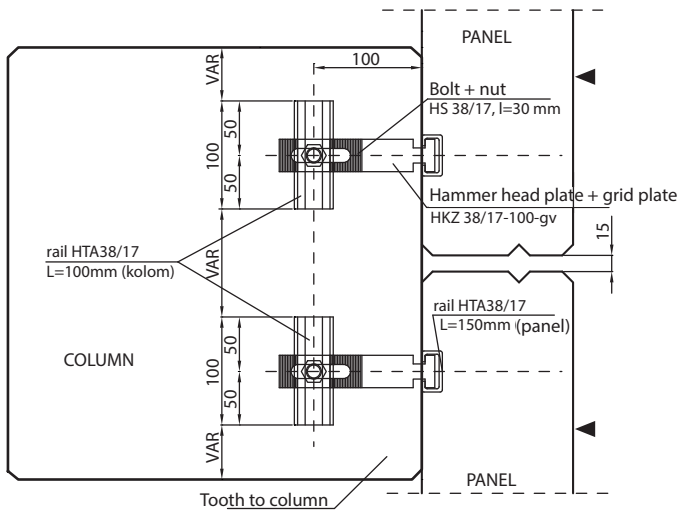 PANEL
100
VAR
Bolt + nut
HS 38/17, l=30 mm
50
100
50
Hammer head plate + grid plate
HKZ 38/17-100-gv
15
rail HTA38/17
L=100mm (kolom)
VAR
rail HTA38/17
L=150mm (panel)
COLUMN
50
100
50
VAR
PANEL
Tooth to column